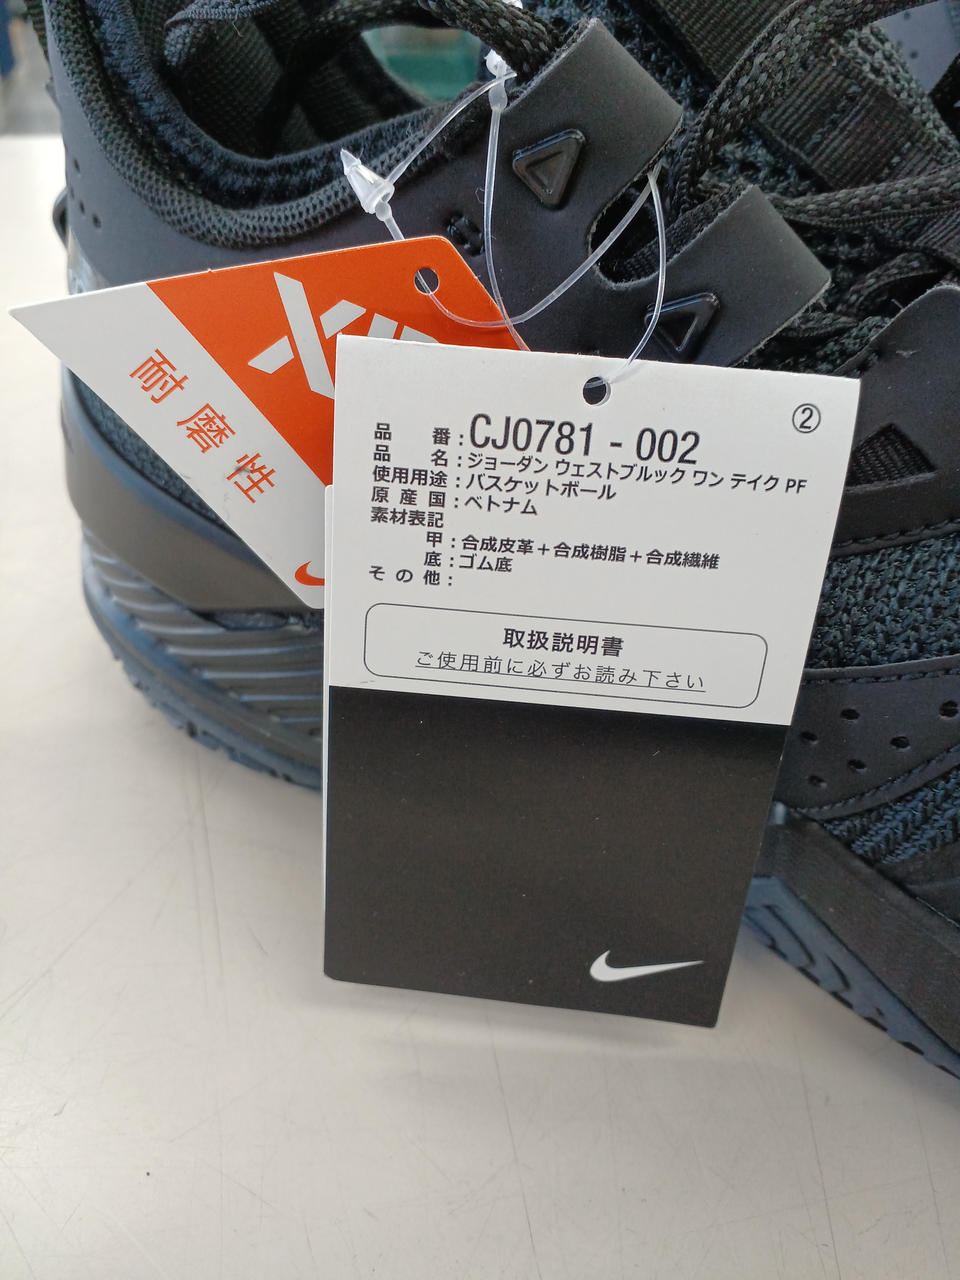 耐磨性
②
品番:CJ0781-002
品名:ジョーダン ウェストブルック ワン テイク PF
使用用途:バスケットボール
原産国:ベトナム
素材表記
甲:合成皮革+合成樹脂+合成繊維
底:ゴム底
その他:
取扱説明書
ご使用前に必ずお読み下さい